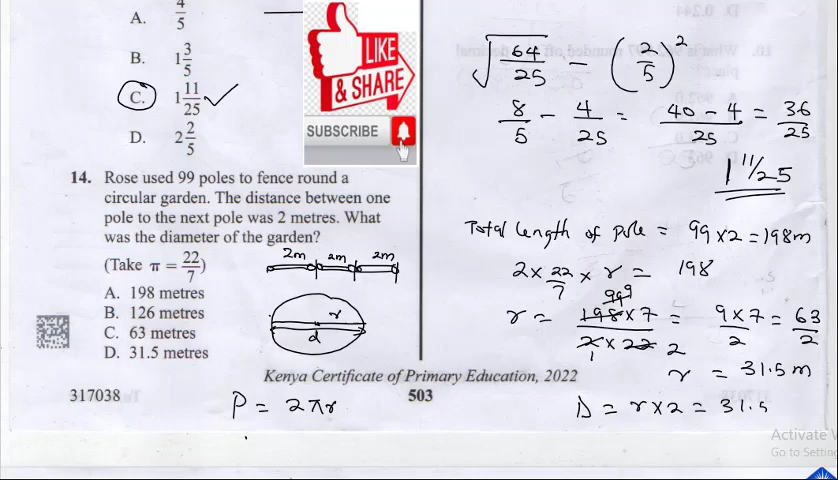 A. 4/5
B. 1 3/5
C. 1 11/25
D. 2 2/5
LIKE
& SHARE
SUBSCRIBE
14. Rose used 99 poles to fence round a
circular garden. The distance between one
pole to the next pole was 2 metres. What
was the diameter of the garden?
(Take π = 22/7)
A. 198 metres
B. 126 metres
C. 63 metres
D. 31.5 metres
2m 2m 2m
r
d
Kenya Certificate of Primary Education, 2022
317038
503
P = 2πr
√64/25 − (2/5)²
8/5 − 4/25 = 40 − 4/25 = 36/25
1 11/25
Total length of pole = 99 × 2 = 198m
2 × 22/7 × r = 198
r = 198 × 7/2 × 22 = 9 × 7/2 = 63/2
r = 31.5 m
D = r × 2 = 31.5
Activate
Go to Settin